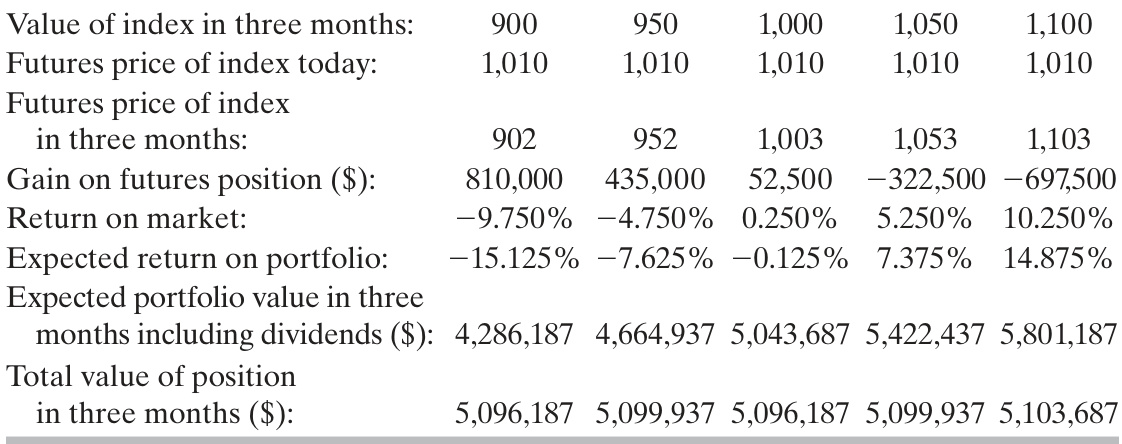 Value of index in three months: 900 950 1,000 1,050 1,100
Futures price of index today: 1,010 1,010 1,010 1,010 1,010
Futures price of index
in three months: 902 952 1,003 1,053 1,103
Gain on futures position ($): 810,000 435,000 52,500 −322,500 −697,500
Return on market: −9.750% −4.750% 0.250% 5.250% 10.250%
Expected return on portfolio: −15.125% −7.625% −0.125% 7.375% 14.875%
Expected portfolio value in three
months including dividends ($): 4,286,187 4,664,937 5,043,687 5,422,437 5,801,187
Total value of position
in three months ($): 5,096,187 5,099,937 5,096,187 5,099,937 5,103,687